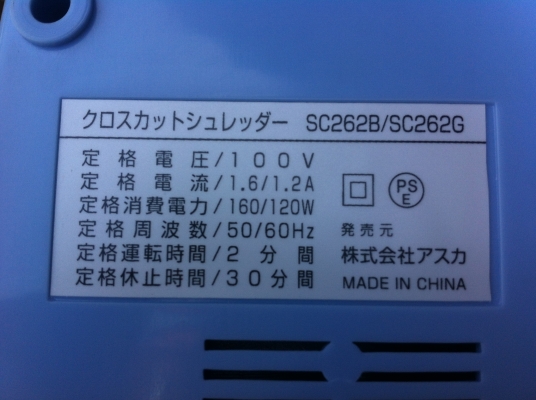 クロスカットシュレッダー SC262B/SC262G
定格電圧/100V
定格電流/1.6/1.2A
定格消費電力/160/120W
定格周波数/50/60Hz
定格運転時間/2分間
定格休止時間/30分間
PSE
発売元
株式会社アスカ
MADE IN CHINA